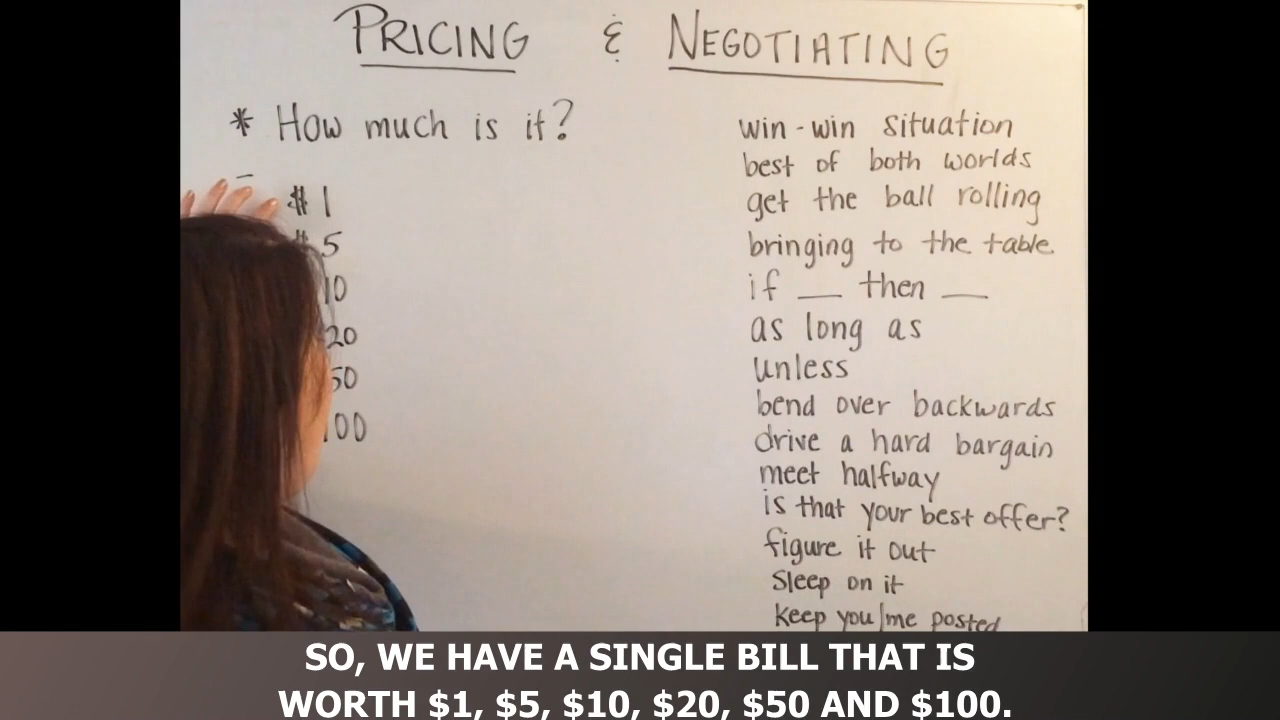 PRICING & NEGOTIATING
* How much is it?
-
$1
$5
10
20
50
100
win-win situation
best of both worlds
get the ball rolling
bringing to the table
if __ then __
as long as
unless
bend over backwards
drive a hard bargain
meet halfway
is that your best offer?
figure it out
sleep on it
keep you/me posted
SO, WE HAVE A SINGLE BILL THAT IS
WORTH $1, $5, $10, $20, $50 AND $100.